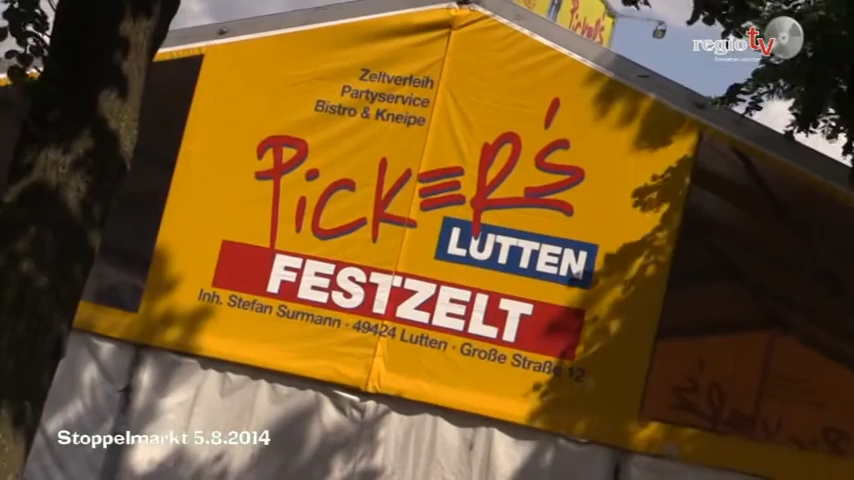 Picker's
regiotv
Zeltverleih
Partyservice
Bistro & Kneipe
PiCKER'S
LUTTEN
FESTZELT
Inh. Stefan Surmann · 49424 Lutten · Große Straße 12
Stoppelmarkt 5.8.2014